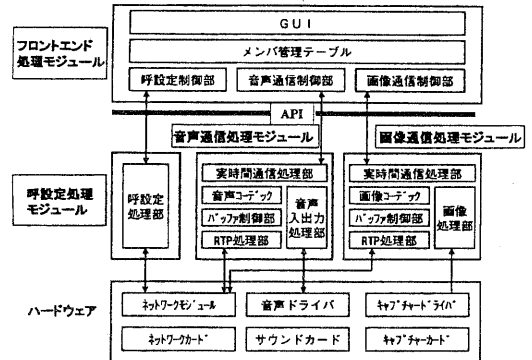 GUI
フロントエンド
処理モジュール
メンバ管理テーブル
呼設定制御部
音声通信制御部
画像通信制御部
API
音声通信処理モジュール
画像通信処理モジュール
呼設定処理
モジュール
呼設定
処理部
実時間通信処理部
音声コーデック
バッファ制御部
RTP処理部
音声
入出力
処理部
実時間通信処理部
画像コーデック
バッファ制御部
RTP処理部
画像
処理部
ハードウェア
ネットワークモジュール
音声ドライバ
キャプチャードライバ
ネットワークカード
サウンドカード
キャプチャーカード